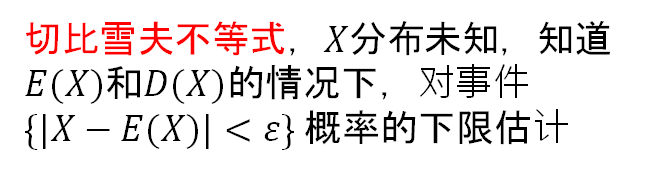 切比雪夫不等式，X分布未知，知道
E(X)和D(X)的情况下，对事件
{|X − E(X)| < ε} 概率的下限估计